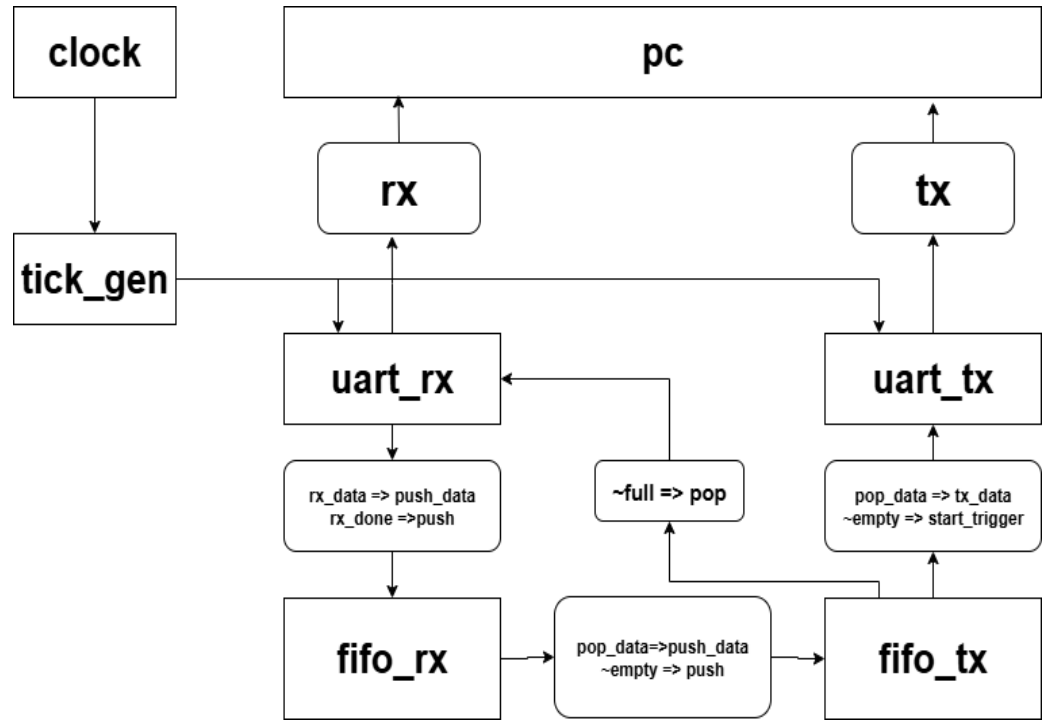 clock
pc
rx
tx
tick_gen
uart_rx
uart_tx
rx_data => push_data
rx_done =>push
~full => pop
pop_data => tx_data
~empty => start_trigger
fifo_rx
pop_data=>push_data
~empty => push
fifo_tx